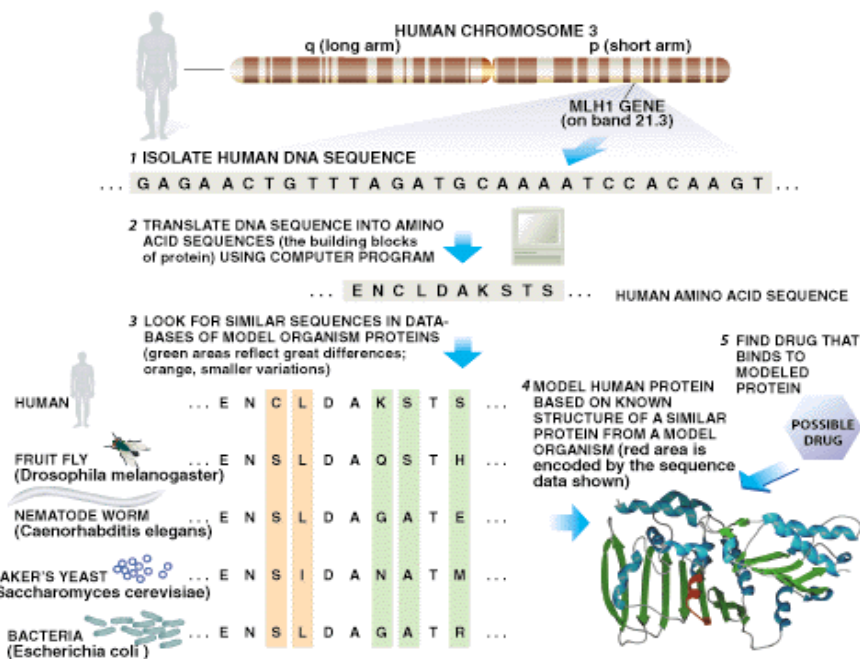 HUMAN CHROMOSOME 3
q (long arm)
p (short arm)
MLH1 GENE
(on band 21.3)
1 ISOLATE HUMAN DNA SEQUENCE
... G A G A A C T G T T T A G A T G C A A A A T C C A C A A G T ...
2 TRANSLATE DNA SEQUENCE INTO AMINO
ACID SEQUENCES (the building blocks
of protein) USING COMPUTER PROGRAM
... E N C L D A K S T S ...
HUMAN AMINO ACID SEQUENCE
3 LOOK FOR SIMILAR SEQUENCES IN DATA-
BASES OF MODEL ORGANISM PROTEINS
(green areas reflect great differences;
orange, smaller variations)
HUMAN
... E N C L D A K S T S ...
FRUIT FLY
(Drosophila melanogaster)
... E N S L D A Q S T H ...
NEMATODE WORM
(Caenorhabditis elegans)
... E N S L D A G A T E ...
AKER'S YEAST
Saccharomyces cerevisiae)
... E N S I D A N A T M ...
BACTERIA
(Escherichia coli )
... E N S L D A G A T R ...
4 MODEL HUMAN PROTEIN
BASED ON KNOWN
STRUCTURE OF A SIMILAR
PROTEIN FROM A MODEL
ORGANISM (red area is
encoded by the sequence
data shown)
5 FIND DRUG THAT
BINDS TO
MODELED
PROTEIN
POSSIBLE
DRUG